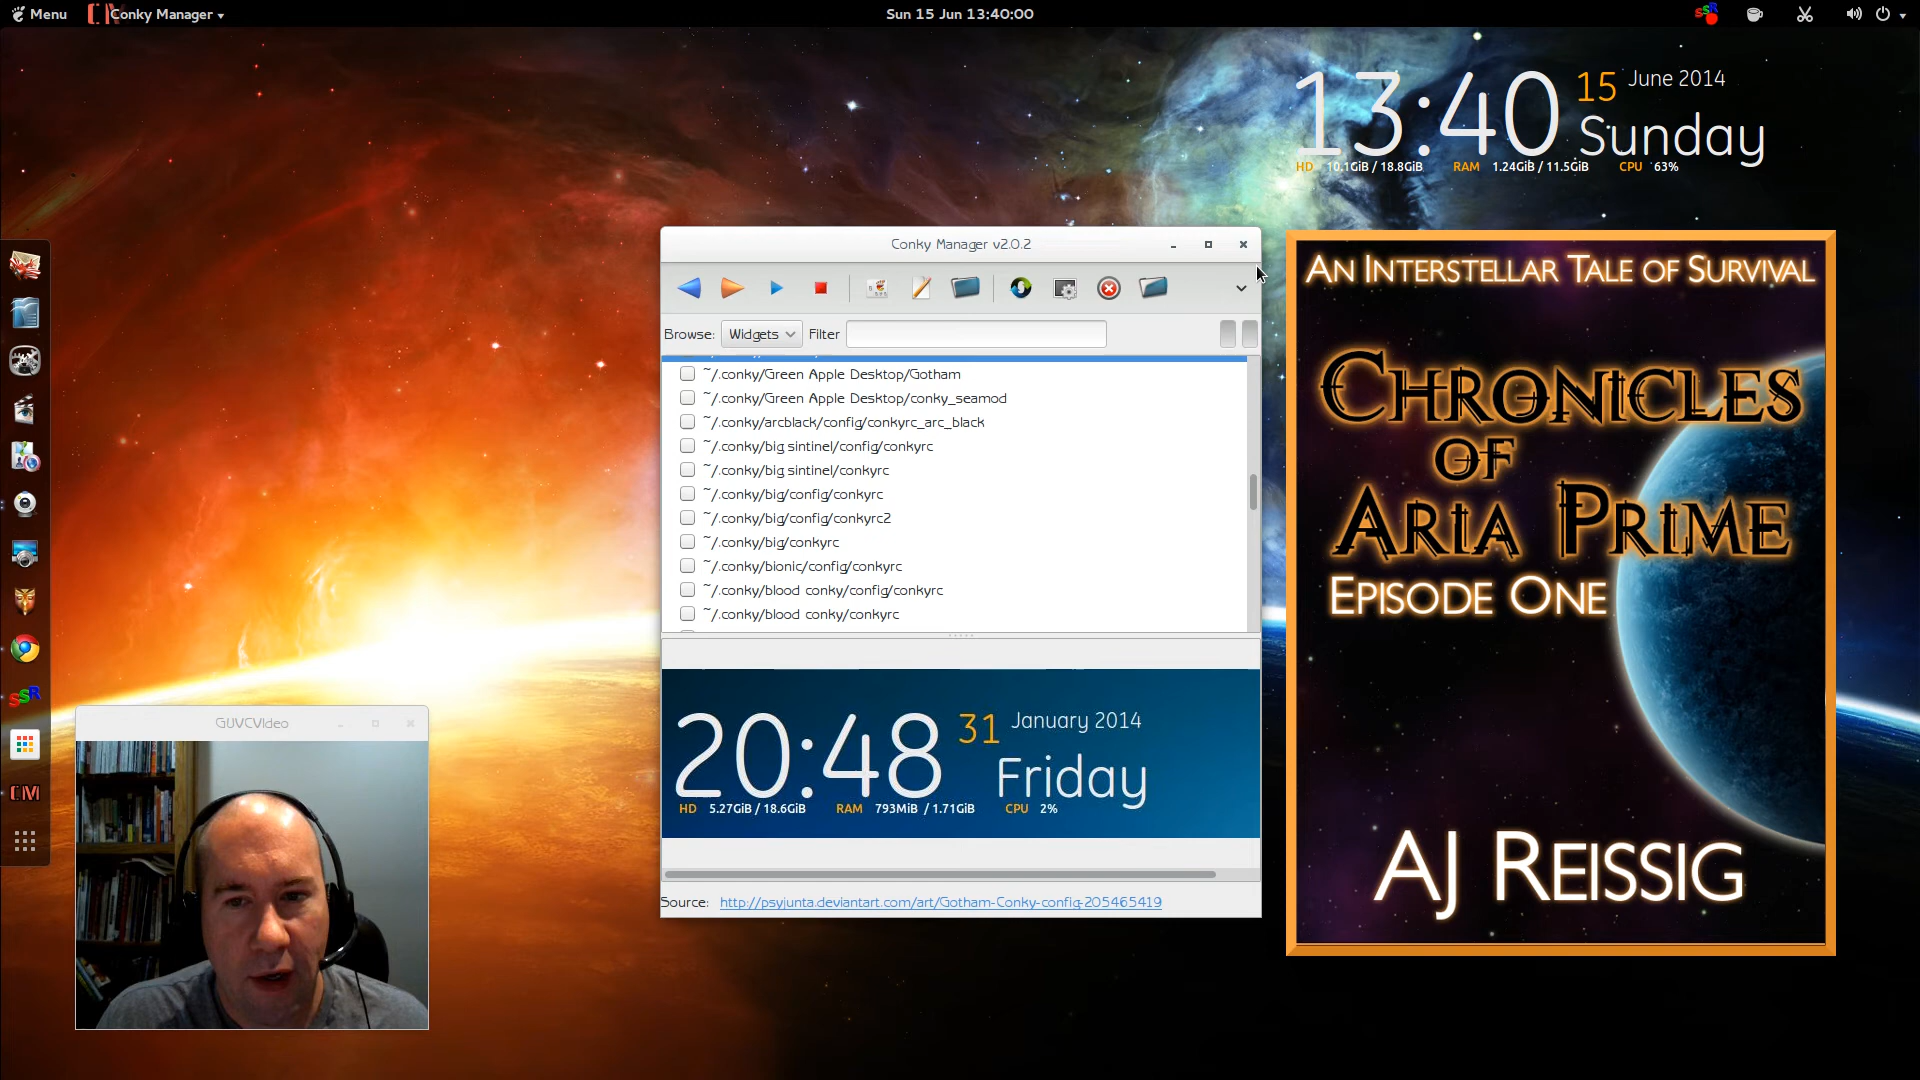 Menu
Conky Manager
Sun 15 Jun 13:40:00
SSR
13:40
15
June 2014
Sunday
HD 10.1GiB / 18.8GiB RAM 1.24GiB / 11.5GiB CPU 63%
Conky Manager v2.0.2
Browse: Widgets Filter
~/.conky/Green Apple Desktop/Gotham
~/.conky/Green Apple Desktop/conky_seamod
~/.conky/arcblack/config/conkyrc_arc_black
~/.conky/big sintinel/config/conkyrc
~/.conky/big sintinel/conkyrc
~/.conky/big/config/conkyrc
~/.conky/big/config/conkyrc2
~/.conky/big/conkyrc
~/.conky/bionic/config/conkyrc
~/.conky/blood conky/config/conkyrc
~/.conky/blood conky/conkyrc
20:48
31
January 2014
Friday
HD 5.27GiB / 18.6GiB RAM 793MiB / 1.71GiB CPU 2%
Source: http://psyjunta.deviantart.com/art/Gotham-Conky-config-205465419
AN INTERSTELLAR TALE OF SURVIVAL
CHRONICLES
OF
ARIA PRIME
EPISODE ONE
AJ REISSIG
SSR
CM
GUVCVideo